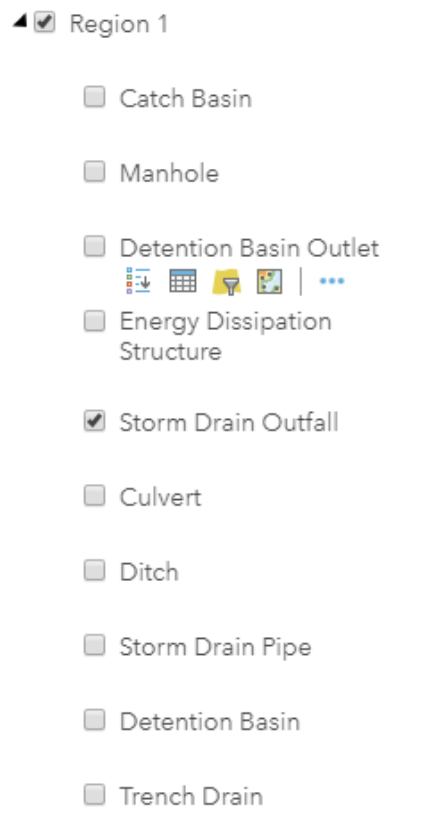 Region 1
Catch Basin
Manhole
Detention Basin Outlet
Energy Dissipation
Structure
Storm Drain Outfall
Culvert
Ditch
Storm Drain Pipe
Detention Basin
Trench Drain